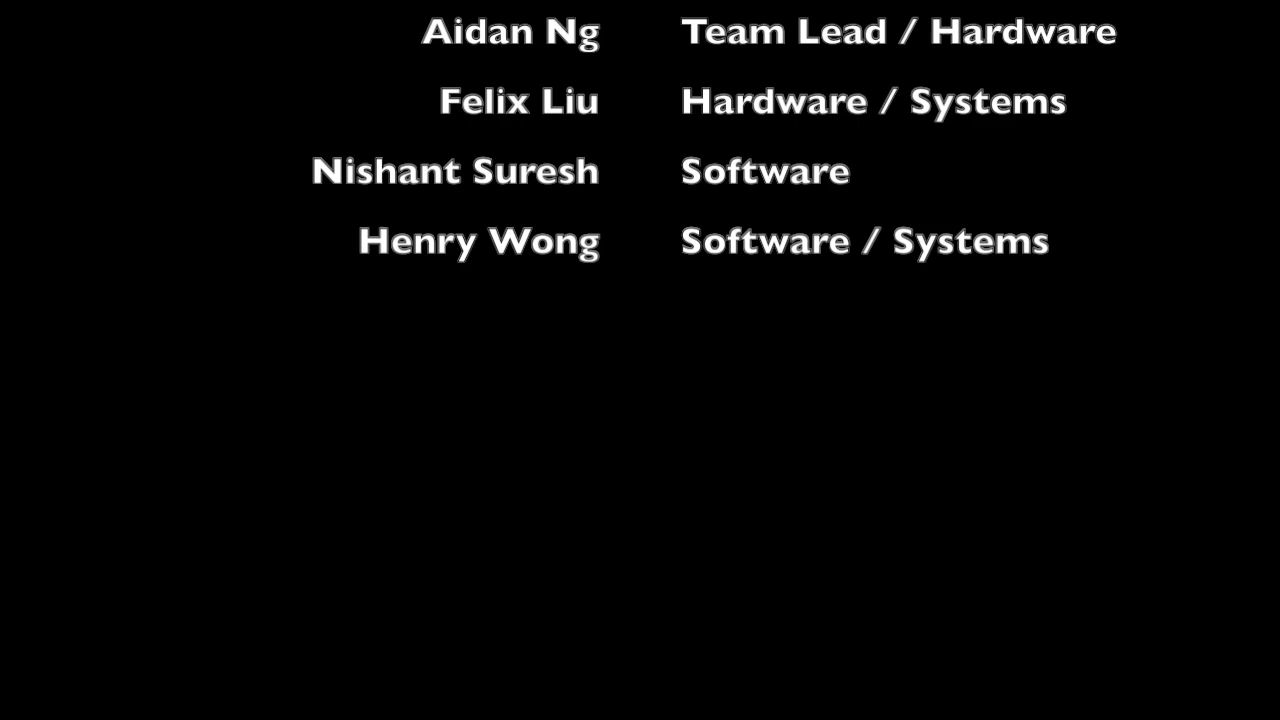 Aidan Ng Team Lead / Hardware
Felix Liu Hardware / Systems
Nishant Suresh Software
Henry Wong Software / Systems